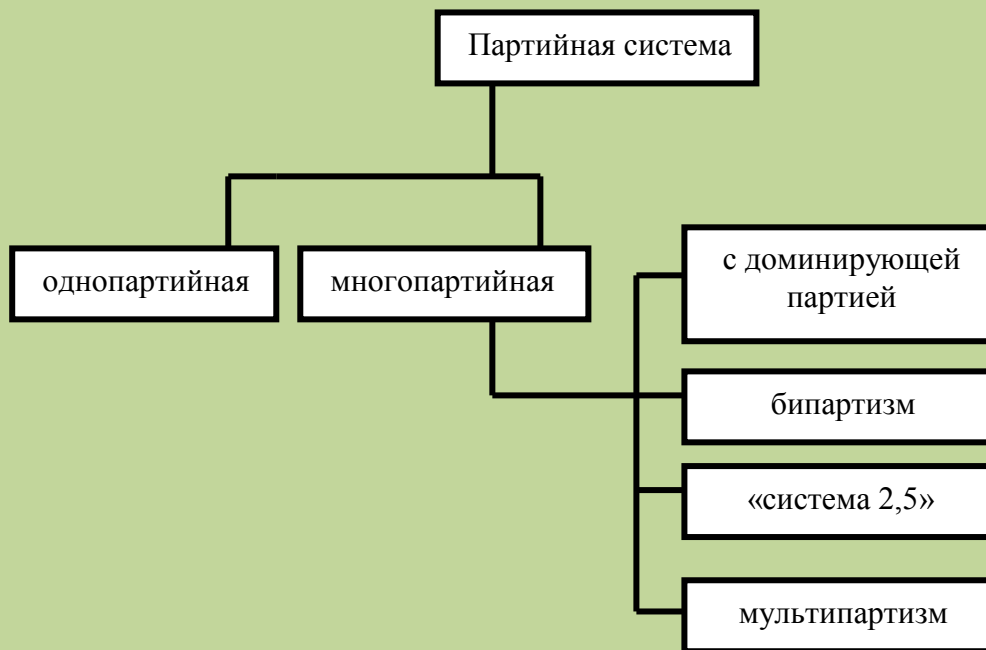 Партийная система
однопартийная
многопартийная
с доминирующей
партией
бипартизм
«система 2,5»
мультипартизм